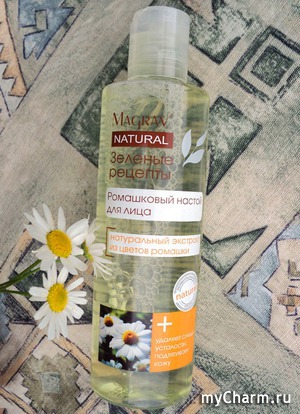 MAGRAV
NATURAL
Зеленые
рецепты
Ромашковый настой
для лица
натуральный экстракт
из цветов ромашки
natural
+
удаляет следы
усталости,
подтягивает
кожу
myCharm.ru